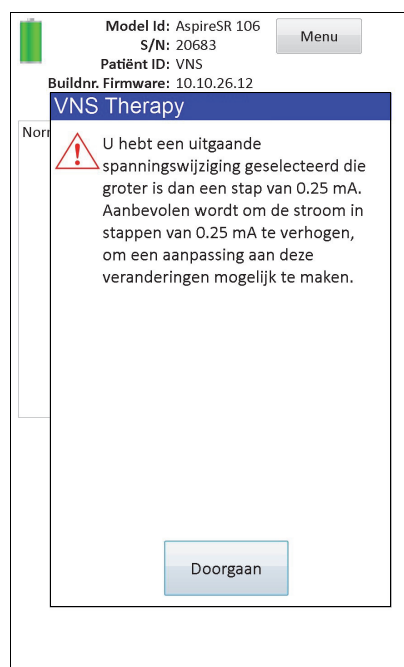 Model Id: AspireSR 106
Menu
S/N: 20683
Patiënt ID: VNS
Buildnr. Firmware: 10.10.26.12
VNS Therapy
U hebt een uitgaande
spanningswijziging geselecteerd die
groter is dan een stap van 0.25 mA.
Aanbevolen wordt om de stroom in
stappen van 0.25 mA te verhogen,
om een aanpassing aan deze
veranderingen mogelijk te maken.
Doorgaan